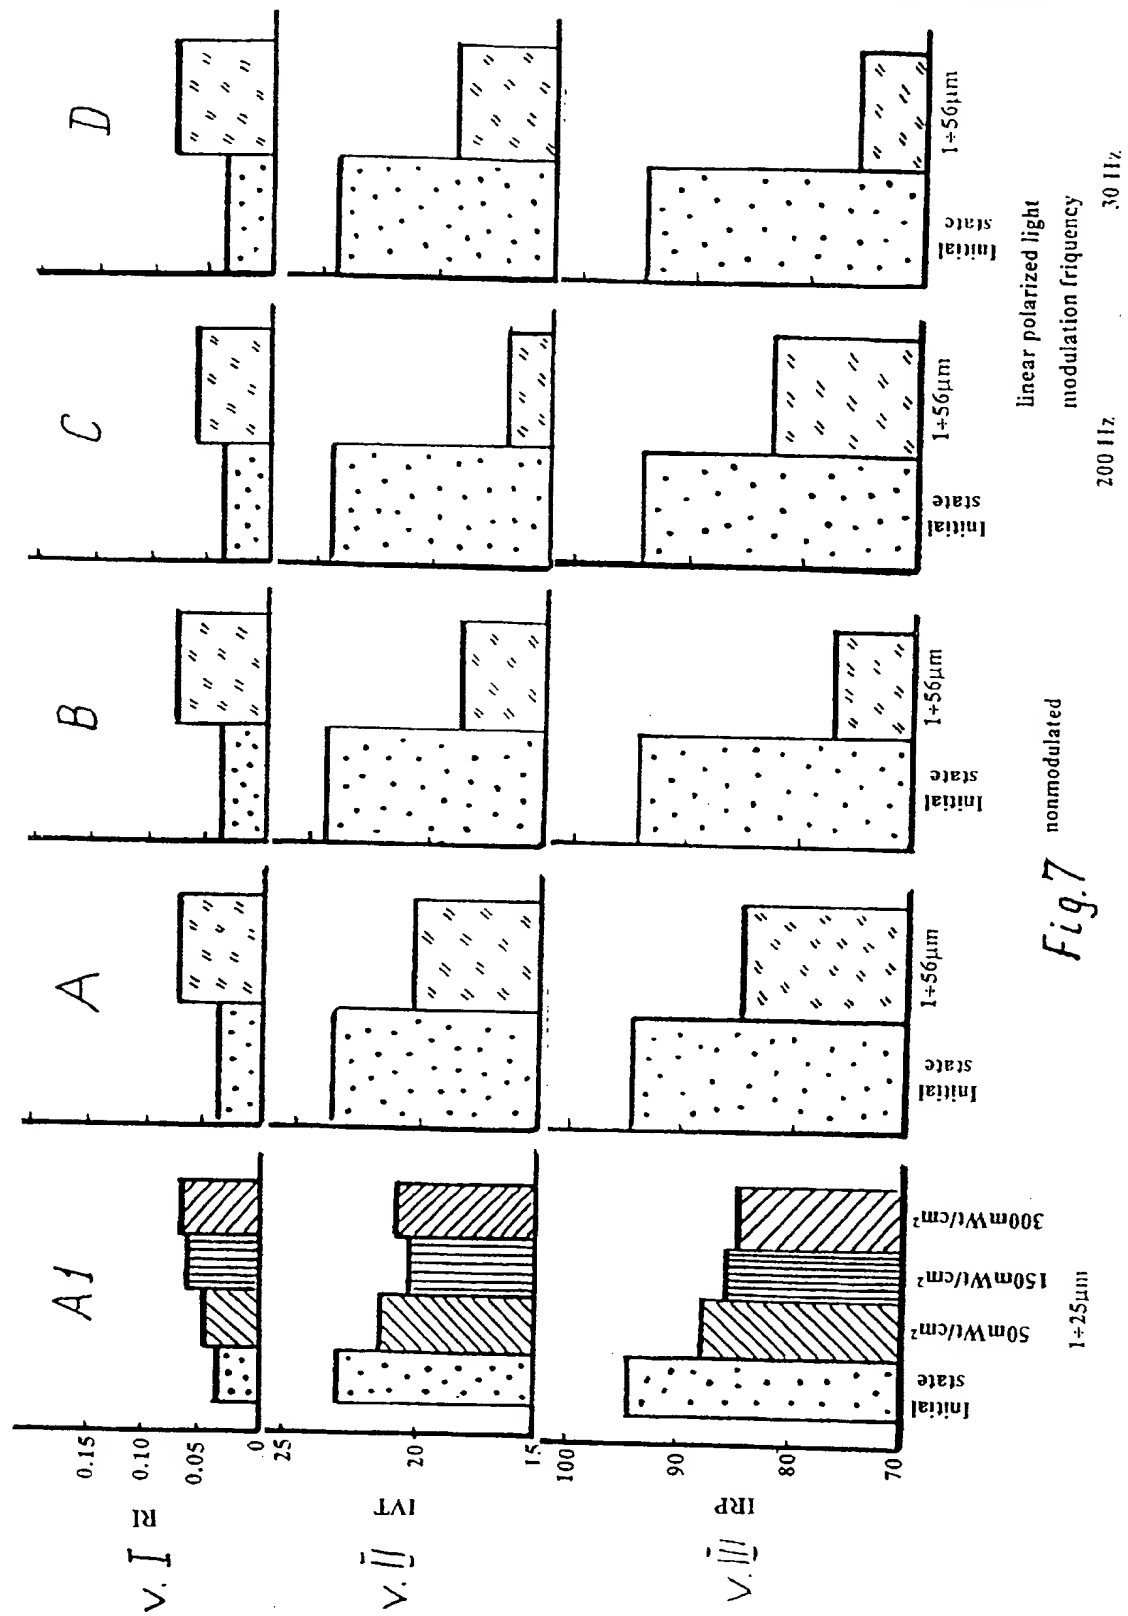 A1
A
B
C
D
v. I
RI
0.15
0.10
0.05
0
v. II
IVT
25
20
15
v. III
IRP
100
90
80
70
Initial
state
50mWt/cm²
150mWt/cm²
300mWt/cm²
1÷25μm
Initial
state
1÷56μm
Initial
state
1÷56μm
Initial
state
1÷56μm
Initial
state
1÷56μm
Fig.7
nonmodulated
linear polarized light
modulation friquency
200 Hz
30 Hz